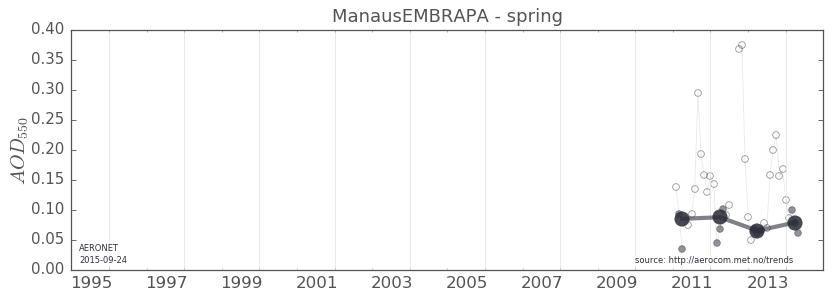 ManausEMBRAPA - spring
0.40
0.35
0.30
0.25
0.20
0.15
0.10
0.05
0.00
AOD550
AERONET
2015-09-24
source: http://aerocom.met.no/trends
1995 1997 1999 2001 2003 2005 2007 2009 2011 2013